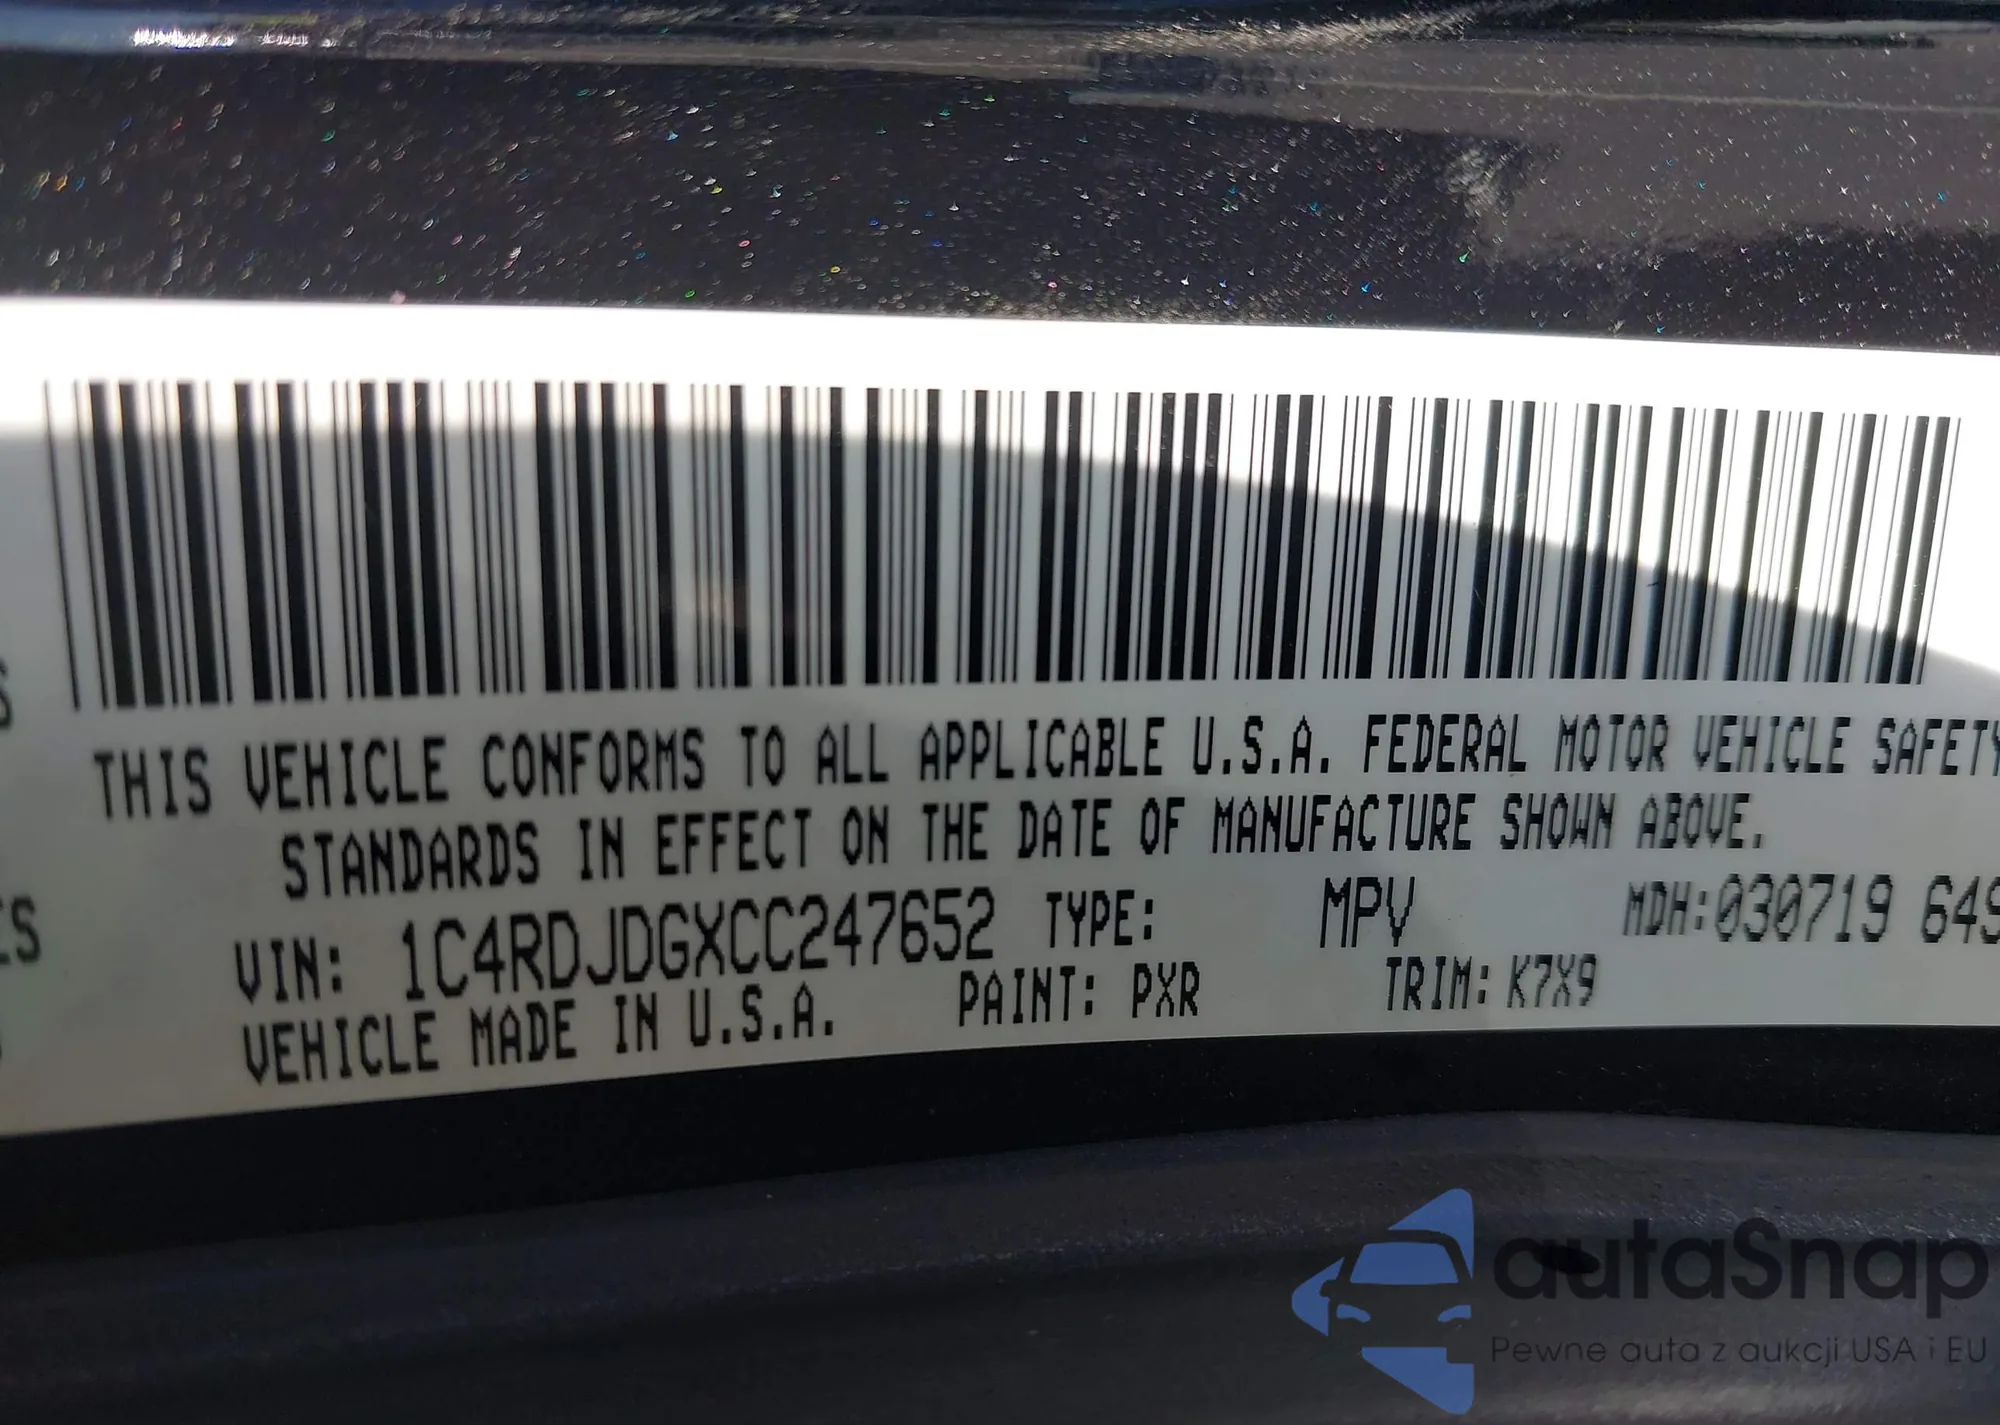 THIS VEHICLE CONFORMS TO ALL APPLICABLE U.S.A. FEDERAL MOTOR VEHICLE SAFETY
STANDARDS IN EFFECT ON THE DATE OF MANUFACTURE SHOWN ABOVE.
VIN: 1C4RDJDGXCC247652 TYPE: MPV MDH:030719 649
VEHICLE MADE IN U.S.A. PAINT: PXR TRIM: K7X9
autaSnap
Pewne auta z aukcji USA i EU